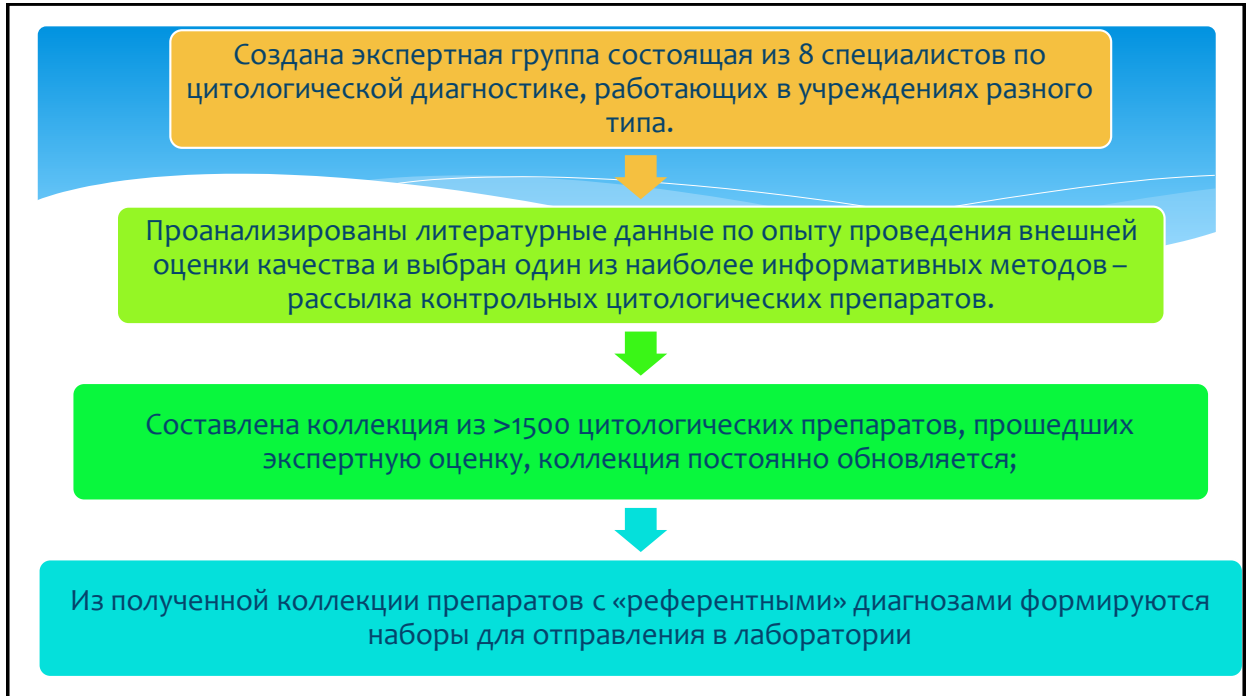 Создана экспертная группа состоящая из 8 специалистов по
цитологической диагностике, работающих в учреждениях разного
типа.
Проанализированы литературные данные по опыту проведения внешней
оценки качества и выбран один из наиболее информативных методов –
рассылка контрольных цитологических препаратов.
Составлена коллекция из >1500 цитологических препаратов, прошедших
экспертную оценку, коллекция постоянно обновляется;
Из полученной коллекции препаратов с «референтными» диагнозами формируются
наборы для отправления в лаборатории